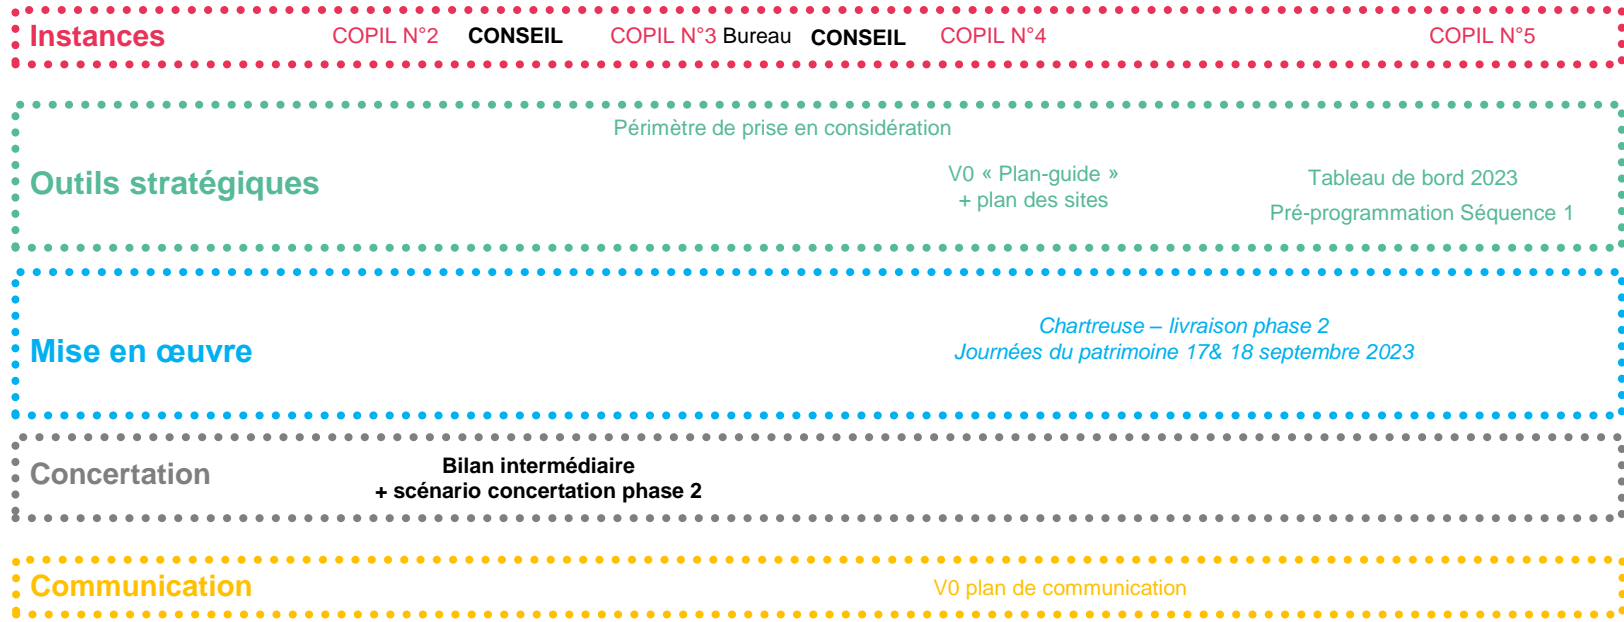 Instances COPIL N°2 CONSEIL COPIL N°3 Bureau CONSEIL COPIL N°4 COPIL N°5
Périmètre de prise en considération
Outils stratégiques
V0 « Plan-guide »
+ plan des sites
Tableau de bord 2023
Pré-programmation Séquence 1
Mise en œuvre
Chartreuse – livraison phase 2
Journées du patrimoine 17& 18 septembre 2023
Concertation
Bilan intermédiaire
+ scénario concertation phase 2
Communication
V0 plan de communication